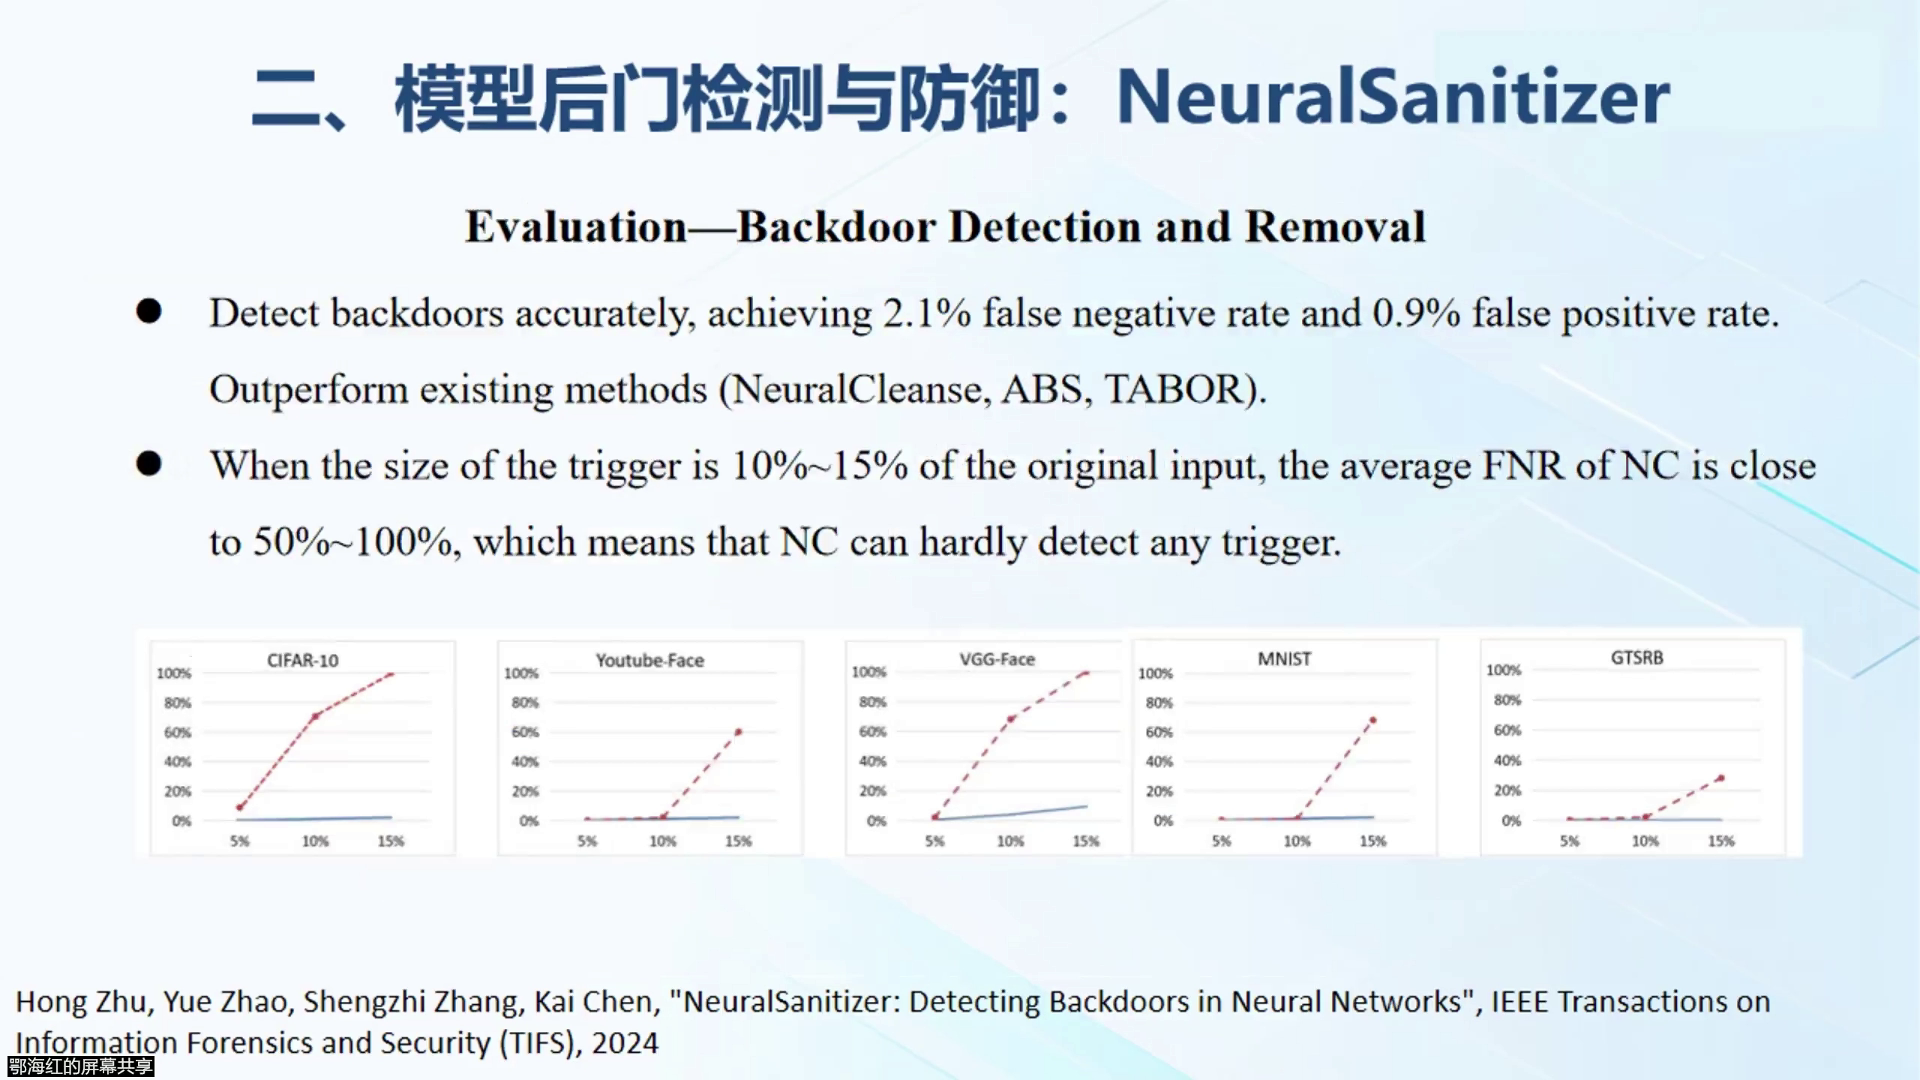 二、模型后门检测与防御：NeuralSanitizer
Evaluation—Backdoor Detection and Removal
● Detect backdoors accurately, achieving 2.1% false negative rate and 0.9% false positive rate.
Outperform existing methods (NeuralCleanse, ABS, TABOR).
● When the size of the trigger is 10%~15% of the original input, the average FNR of NC is close
to 50%~100%, which means that NC can hardly detect any trigger.
CIFAR-10
100%
80%
60%
40%
20%
0%
5% 10% 15%
Youtube-Face
100%
80%
60%
40%
20%
0%
5% 10% 15%
VGG-Face
100%
80%
60%
40%
20%
0%
5% 10% 15%
MNIST
100%
80%
60%
40%
20%
0%
5% 10% 15%
GTSRB
100%
80%
60%
40%
20%
0%
5% 10% 15%
Hong Zhu, Yue Zhao, Shengzhi Zhang, Kai Chen, "NeuralSanitizer: Detecting Backdoors in Neural Networks", IEEE Transactions on
Information Forensics and Security (TIFS), 2024
鄂海红的屏幕共享